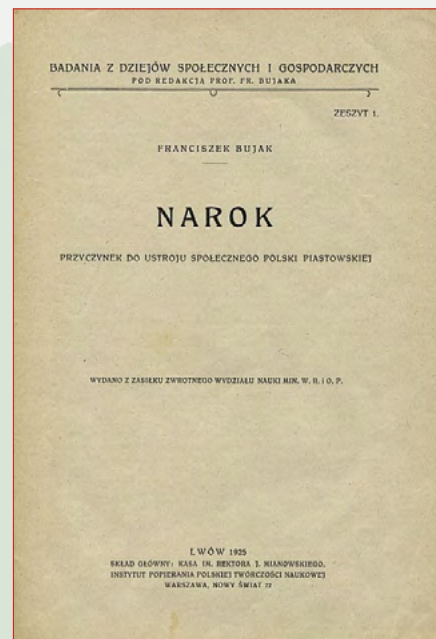 BADANIA Z DZIEJÓW SPOŁECZNYCH I GOSPODARCZYCH
POD REDAKCJĄ PROF. FR. BUJAKA
ZESZYT 1.
FRANCISZEK BUJAK
NAROK
PRZYCZYNEK DO USTROJU SPOŁECZNEGO POLSKI PIASTOWSKIEJ
WYDANO Z ZASIŁKU ZWROTNEGO WYDZIAŁU NAUKI MIN. W. R. I O. P.
LWÓW 1925
SKŁAD GŁÓWNY: KASA IM. REKTORA J. MIANOWSKIEGO,
INSTYTUT POPIERANIA POLSKIEJ TWÓRCZOŚCI NAUKOWEJ
WARSZAWA, NOWY ŚWIAT 72